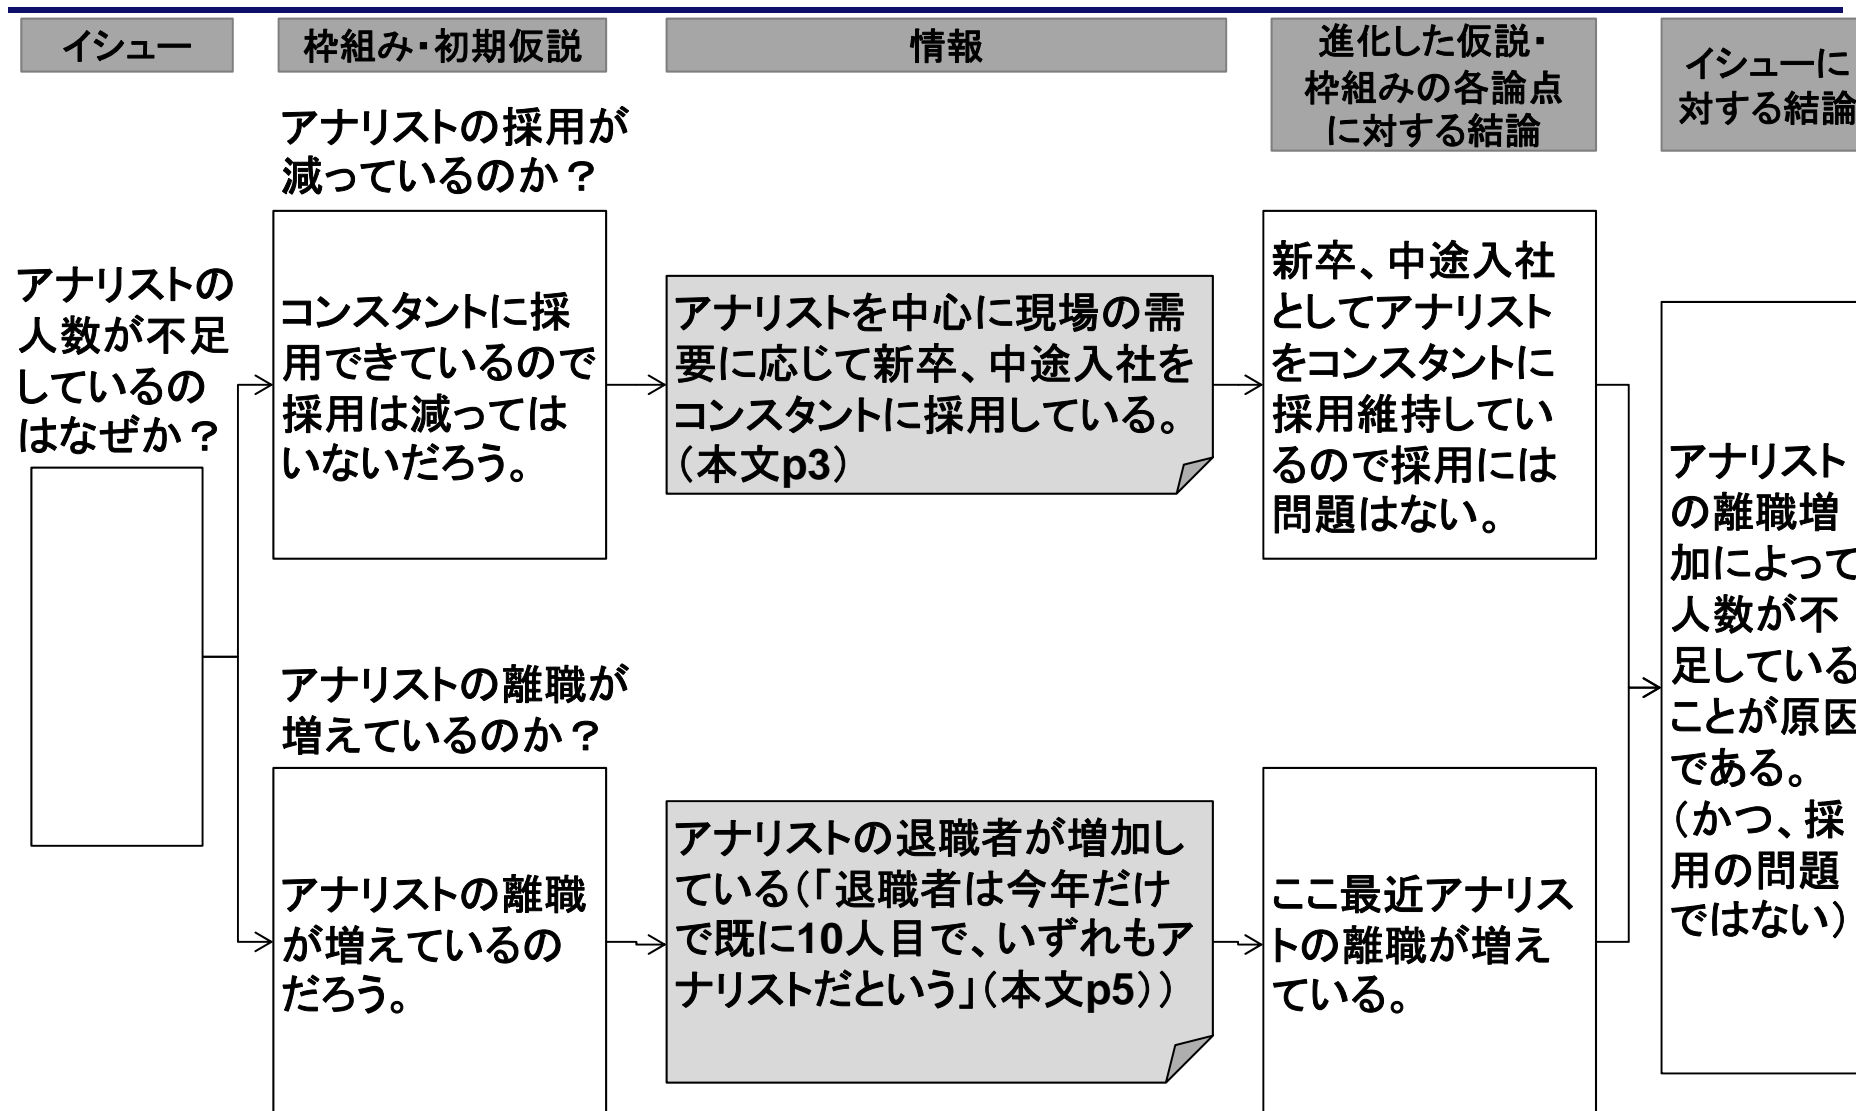 イシュー
枠組み・初期仮説
情報
進化した仮説・
枠組みの各論点
に対する結論
イシューに
対する結論
アナリストの
人数が不足
しているの
はなぜか？
アナリストの採用が
減っているのか？
コンスタントに採
用できているので
採用は減っては
いないだろう。
アナリストを中心に現場の需
要に応じて新卒、中途入社を
コンスタントに採用している。
（本文p3）
新卒、中途入社
としてアナリスト
をコンスタントに
採用維持してい
るので採用には
問題はない。
アナリストの離職が
増えているのか？
アナリストの離職
が増えているの
だろう。
アナリストの退職者が増加し
ている（「退職者は今年だけ
で既に10人目で、いずれもア
ナリストだという」（本文p5））
ここ最近アナリス
トの離職が増え
ている。
アナリスト
の離職増
加によって
人数が不
足している
ことが原因
である。
（かつ、採
用の問題
ではない）